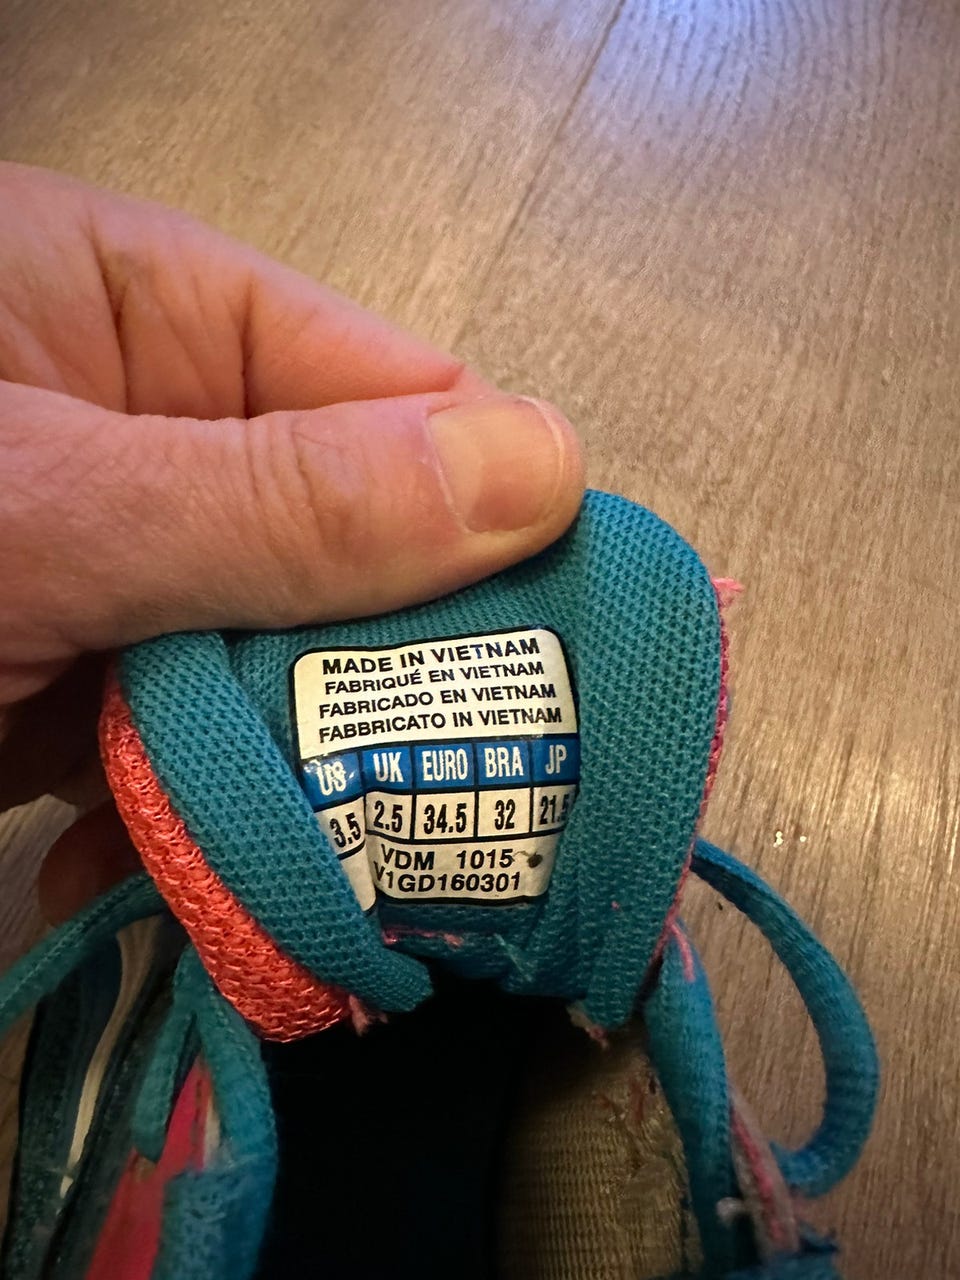 MADE IN VIETNAM
FABRIQUÉ EN VIETNAM
FABRICADO EN VIETNAM
FABBRICATO IN VIETNAM
US UK EURO BRA JP
3.5 2.5 34.5 32 21.5
VDM 1015
V1GD160301